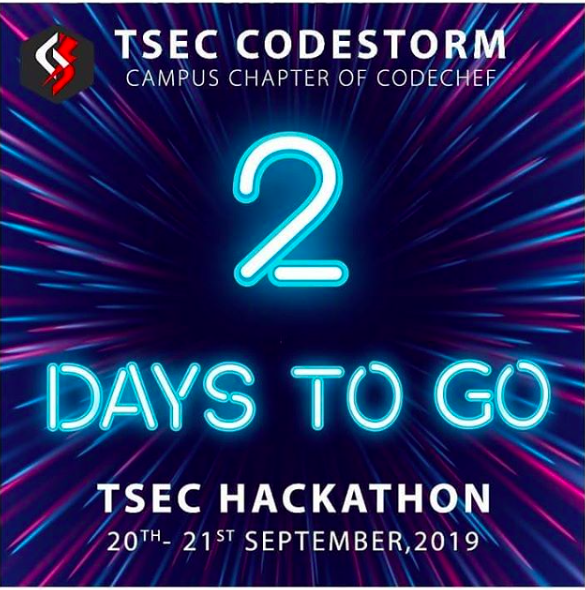 TSEC CODESTORM
CAMPUS CHAPTER OF CODECHEF
2
DAYS TO GO
TSEC HACKATHON
20TH- 21ST SEPTEMBER,2019